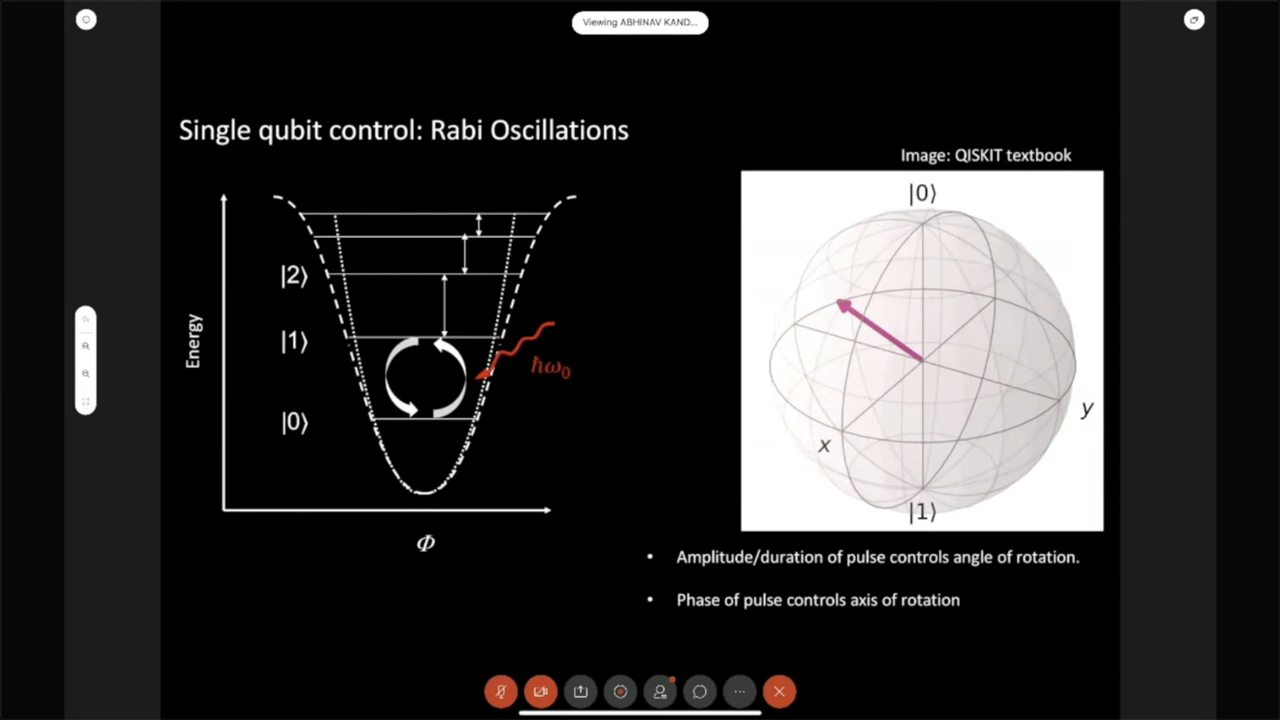 Viewing ABHINAV KAND...
Single qubit control: Rabi Oscillations
Image: QISKIT textbook
|0⟩
|2⟩
|1⟩
Energy
ħω₀
|0⟩
x
y
|1⟩
Φ
• Amplitude/duration of pulse controls angle of rotation.
• Phase of pulse controls axis of rotation